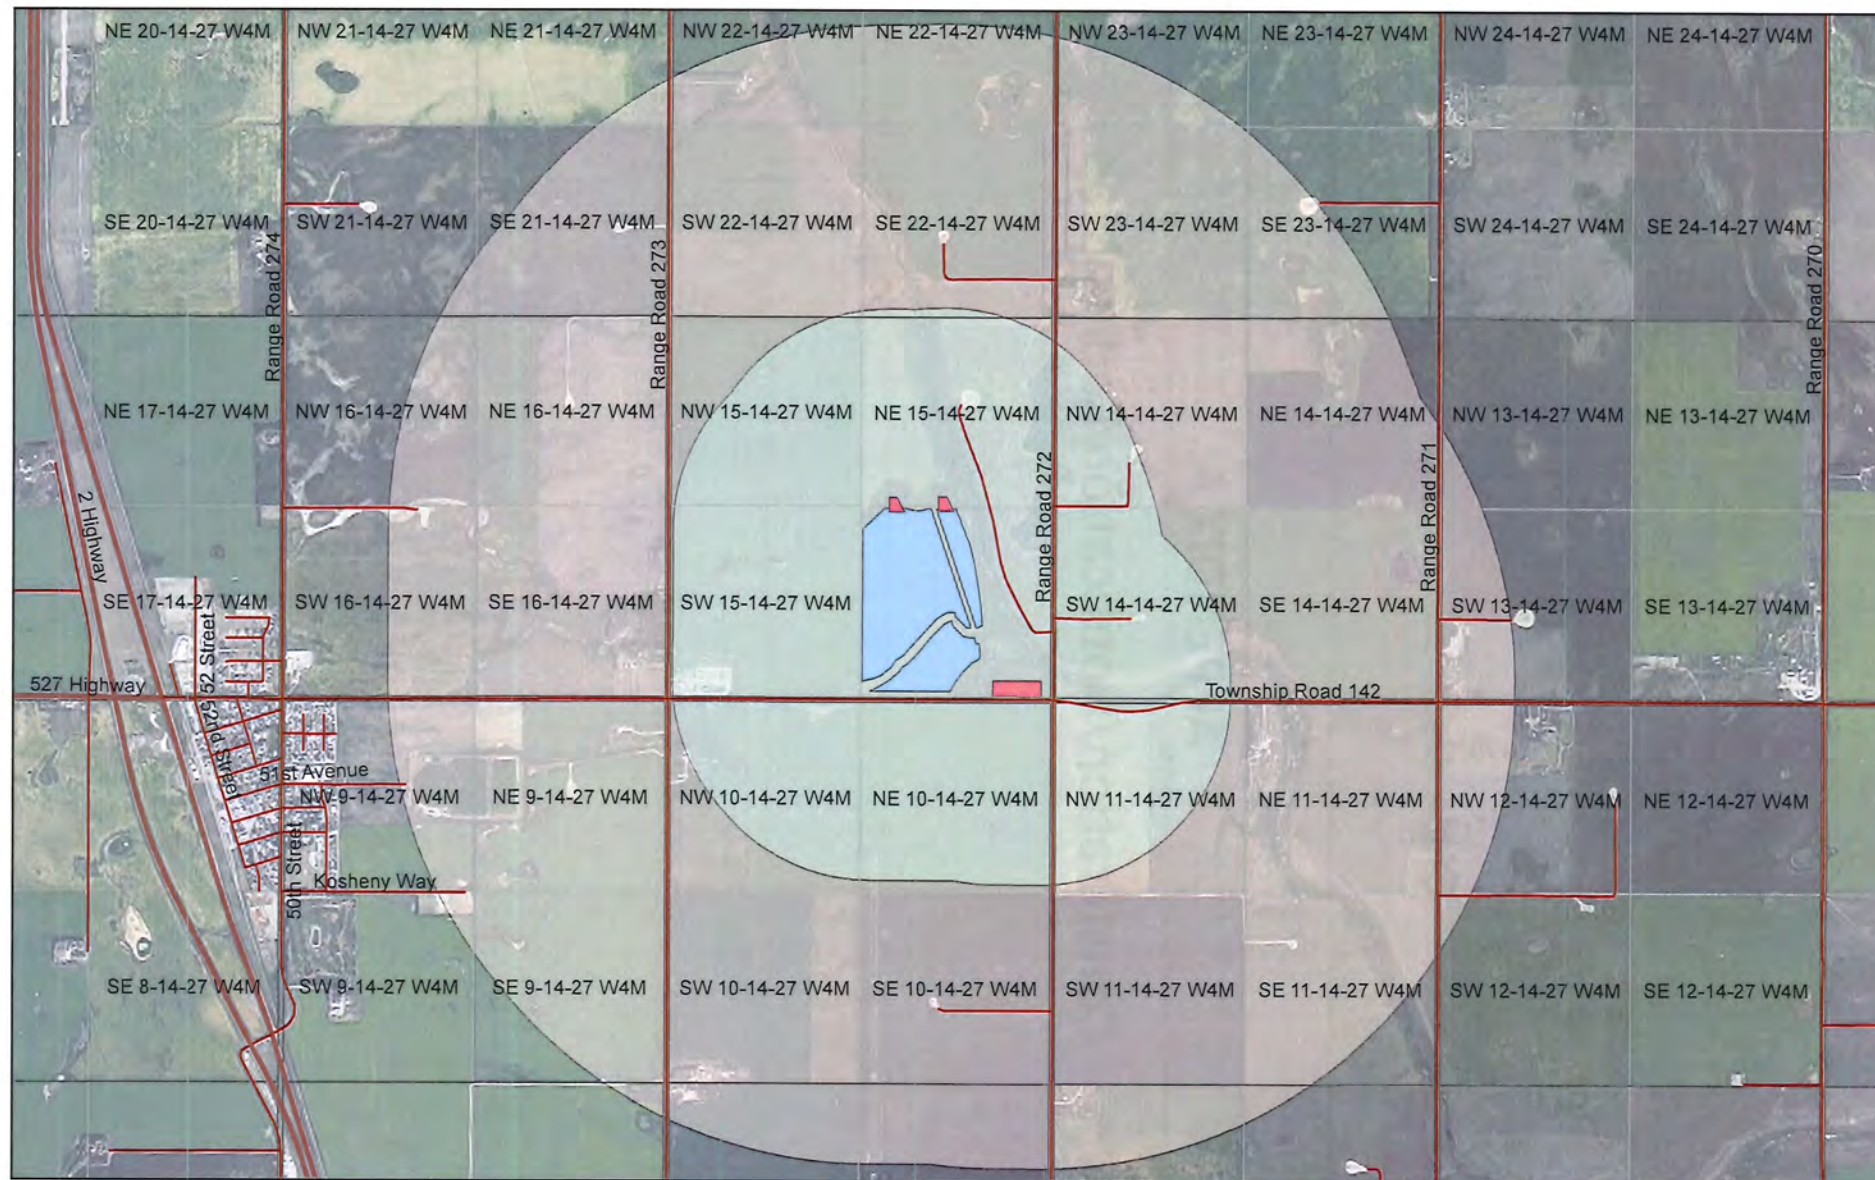 NE 20-14-27 W4M NW 21-14-27 W4M NE 21-14-27 W4M NW 22-14-27 W4M NE 22-14-27 W4M NW 23-14-27 W4M NE 23-14-27 W4M NW 24-14-27 W4M NE 24-14-27 W4M
SE 20-14-27 W4M SW 21-14-27 W4M SE 21-14-27 W4M SW 22-14-27 W4M SE 22-14-27 W4M SW 23-14-27 W4M SE 23-14-27 W4M SW 24-14-27 W4M SE 24-14-27 W4M
Range Road 274
Range Road 273
Range Road 270
NE 17-14-27 W4M NW 16-14-27 W4M NE 16-14-27 W4M NW 15-14-27 W4M NE 15-14-27 W4M NW 14-14-27 W4M NE 14-14-27 W4M NW 13-14-27 W4M NE 13-14-27 W4M
2 Highway
Range Road 272
Range Road 271
SE 17-14-27 W4M SW 16-14-27 W4M SE 16-14-27 W4M SW 15-14-27 W4M SW 14-14-27 W4M SE 14-14-27 W4M SW 13-14-27 W4M SE 13-14-27 W4M
52 Street
527 Highway
Township Road 142
52nd Street
51st Avenue
NW 9-14-27 W4M NE 9-14-27 W4M NW 10-14-27 W4M NE 10-14-27 W4M NW 11-14-27 W4M NE 11-14-27 W4M NW 12-14-27 W4M NE 12-14-27 W4M
50th Street
Kosheny Way
SE 8-14-27 W4M SW 9-14-27 W4M SE 9-14-27 W4M SW 10-14-27 W4M SE 10-14-27 W4M SW 11-14-27 W4M SE 11-14-27 W4M SW 12-14-27 W4M SE 12-14-27 W4M